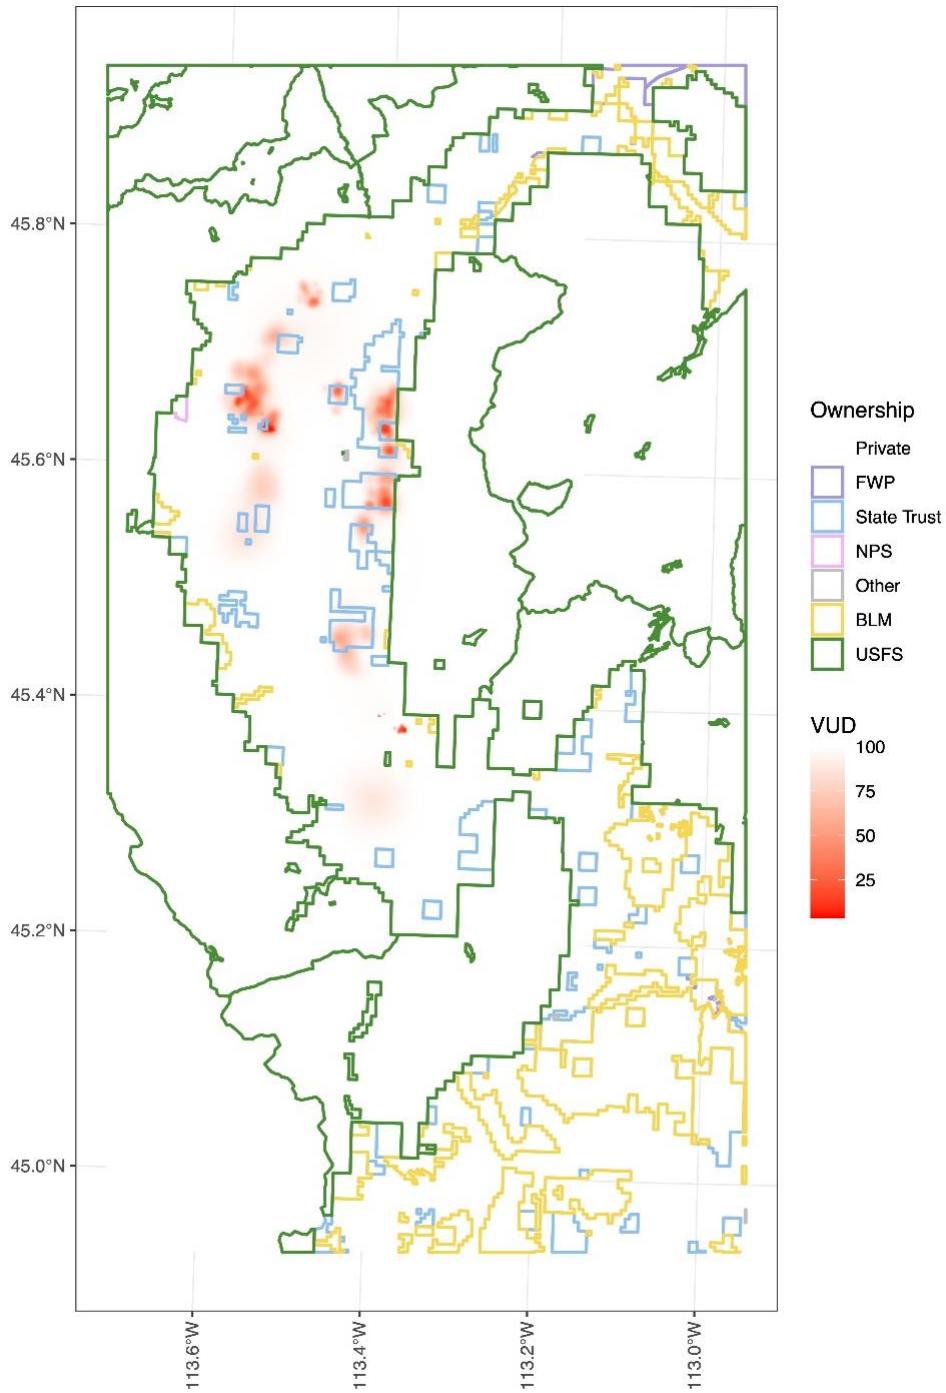 45.8°N
45.6°N
45.4°N
45.2°N
45.0°N
113.6°W
113.4°W
113.2°W
113.0°W
Ownership
Private
FWP
State Trust
NPS
Other
BLM
USFS
VUD
100
75
50
25